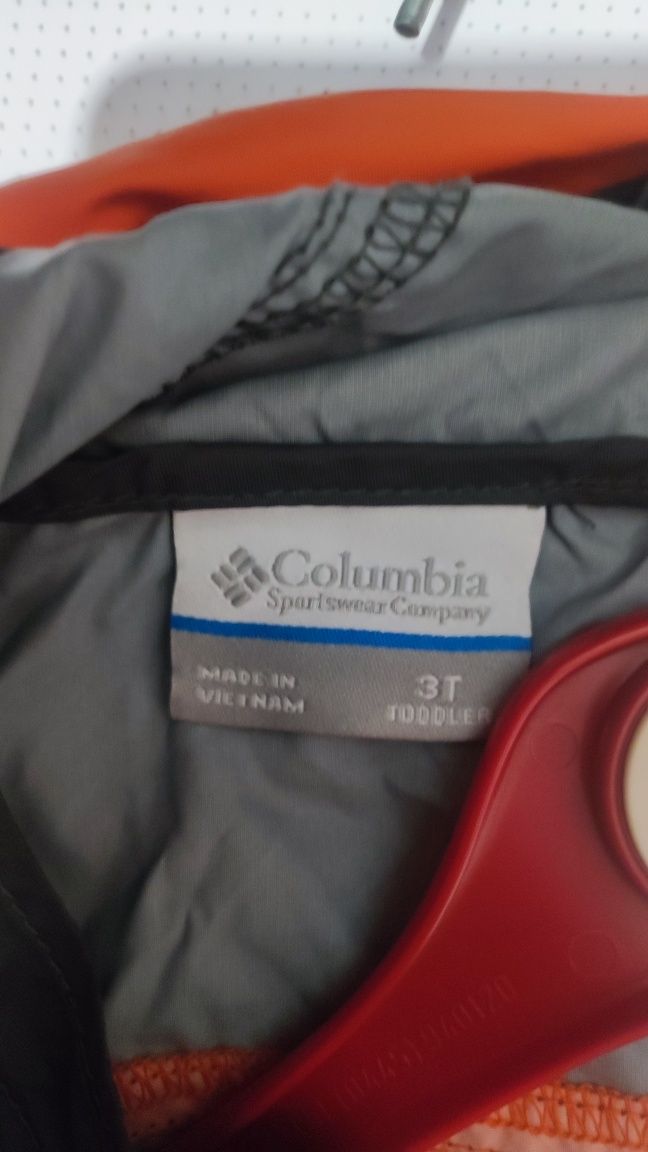 Columbia
Sportswear Company
MADE IN
VIETNAM
3T
TODDLER